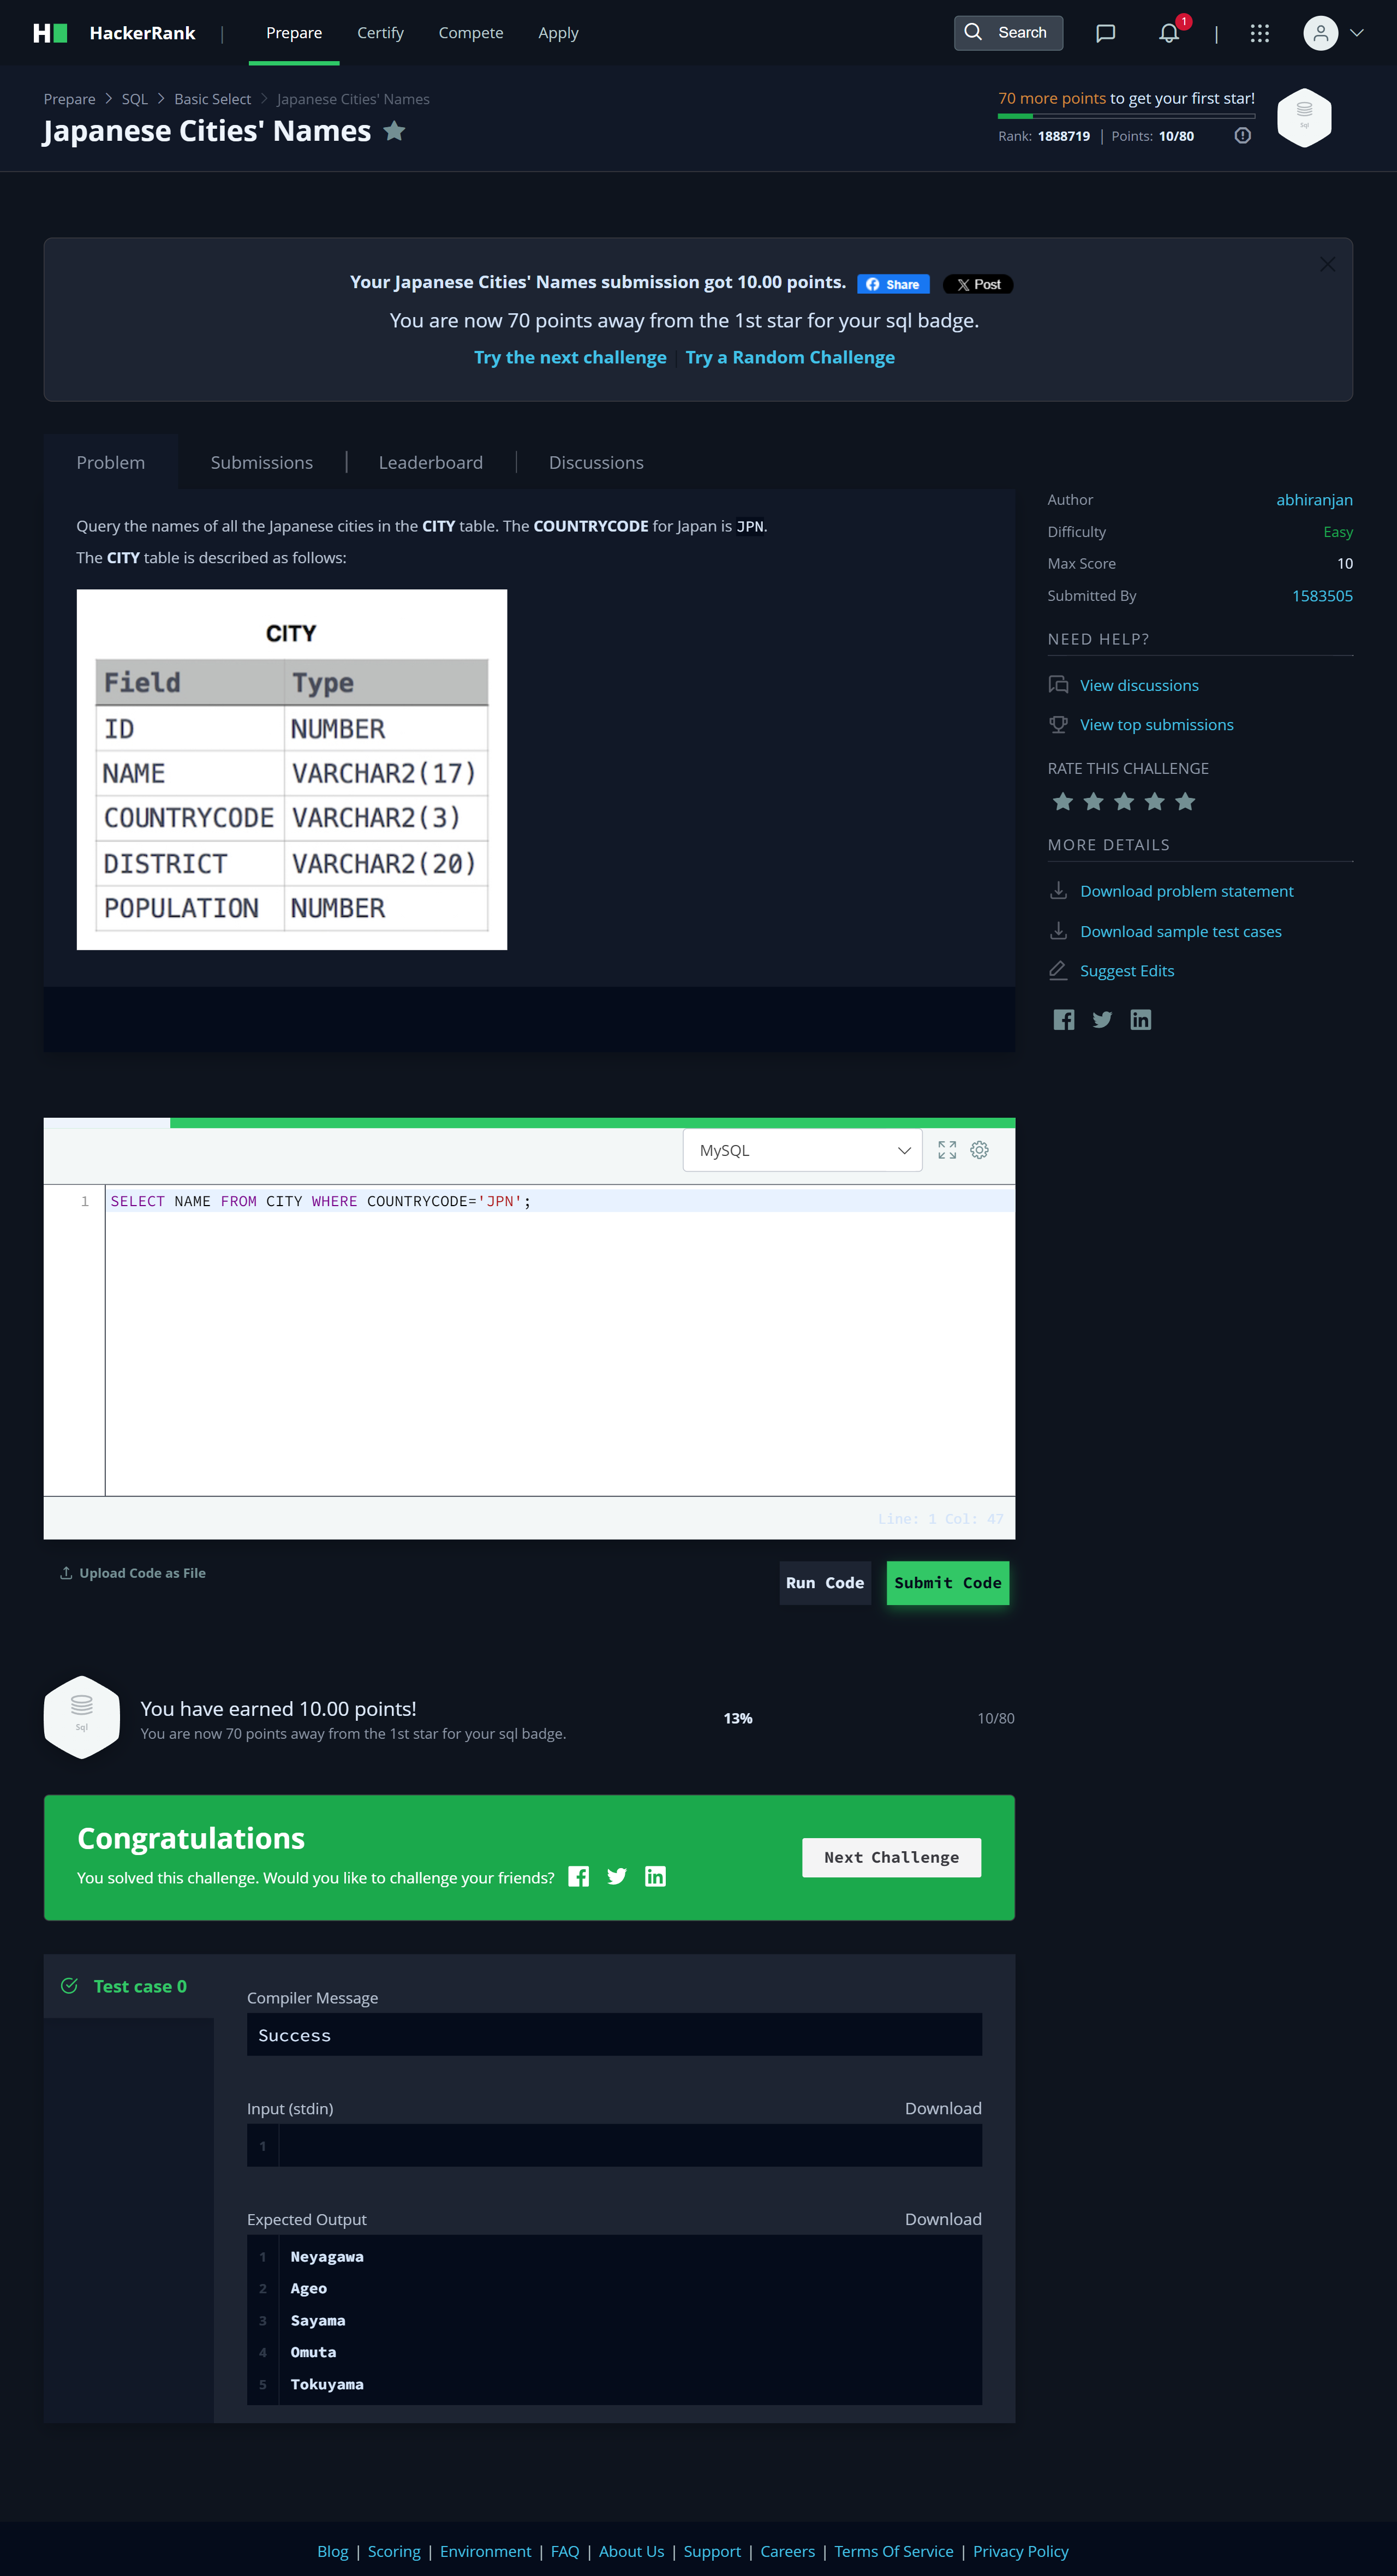 HackerRank | Prepare Certify Compete Apply Search 1 |
Prepare > SQL > Basic Select > Japanese Cities' Names
Japanese Cities' Names
70 more points to get your first star!
Rank: 1888719 | Points: 10/80
Sql
Your Japanese Cities' Names submission got 10.00 points. Share Post
You are now 70 points away from the 1st star for your sql badge.
Try the next challenge | Try a Random Challenge
Problem Submissions Leaderboard Discussions
Query the names of all the Japanese cities in the CITY table. The COUNTRYCODE for Japan is JPN.
The CITY table is described as follows:
CITY
Field Type
ID NUMBER
NAME VARCHAR2(17)
COUNTRYCODE VARCHAR2(3)
DISTRICT VARCHAR2(20)
POPULATION NUMBER
Author abhiranjan
Difficulty Easy
Max Score 10
Submitted By 1583505
NEED HELP?
View discussions
View top submissions
RATE THIS CHALLENGE
MORE DETAILS
Download problem statement
Download sample test cases
Suggest Edits
MySQL
1 SELECT NAME FROM CITY WHERE COUNTRYCODE='JPN';
Line: 1 Col: 47
Upload Code as File
Run Code Submit Code
Sql
You have earned 10.00 points!
You are now 70 points away from the 1st star for your sql badge.
13% 10/80
Congratulations
You solved this challenge. Would you like to challenge your friends?
Next Challenge
Test case 0
Compiler Message
Success
Input (stdin) Download
1
Expected Output Download
1 Neyagawa
2 Ageo
3 Sayama
4 Omuta
5 Tokuyama
Blog | Scoring | Environment | FAQ | About Us | Support | Careers | Terms Of Service | Privacy Policy